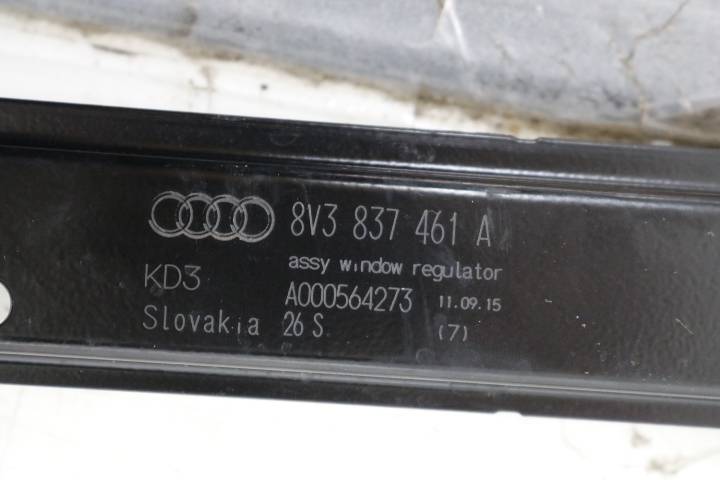 8V3 837 461 A
assy window regulator
KD3 A000564273 11.09.15
Slovakia 26 S (7)